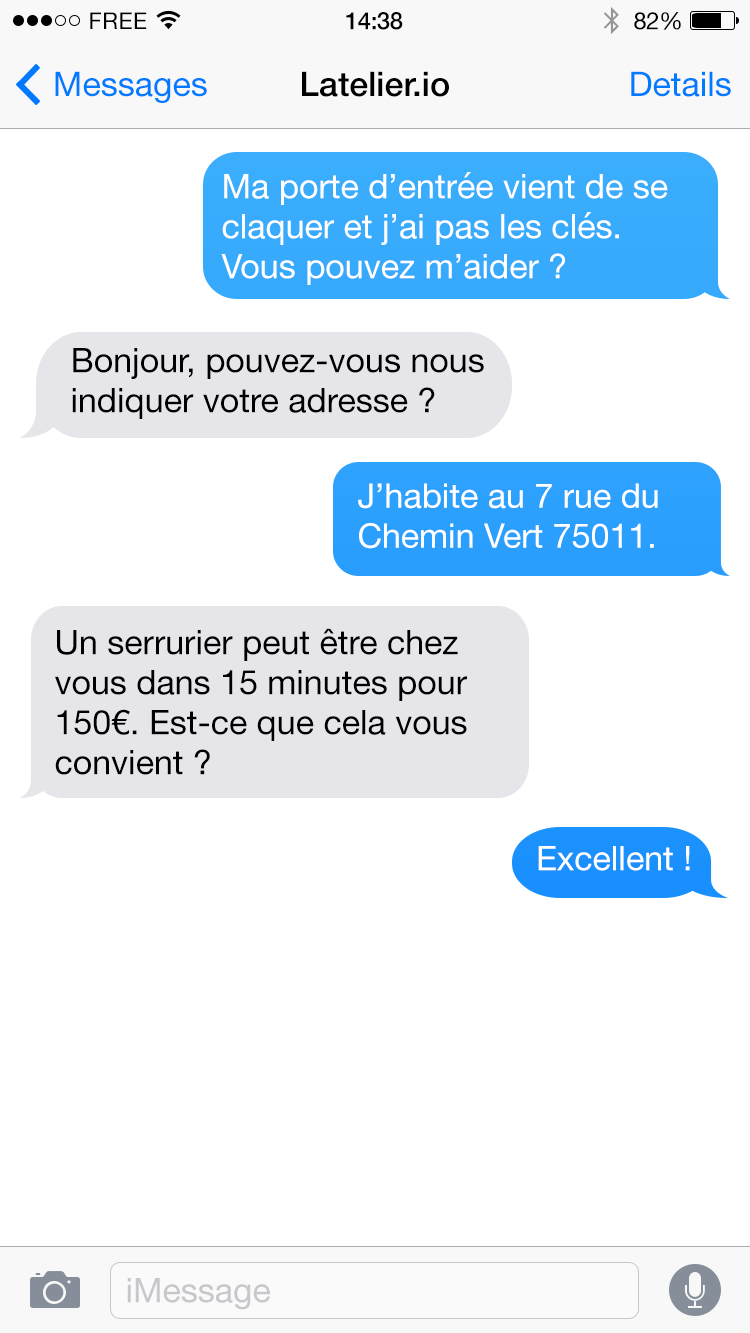 FREE 14:38 82%
Messages Latelier.io Details
Ma porte d’entrée vient de se
claquer et j’ai pas les clés.
Vous pouvez m’aider ?
Bonjour, pouvez-vous nous
indiquer votre adresse ?
J’habite au 7 rue du
Chemin Vert 75011.
Un serrurier peut être chez
vous dans 15 minutes pour
150€. Est-ce que cela vous
convient ?
Excellent !
iMessage